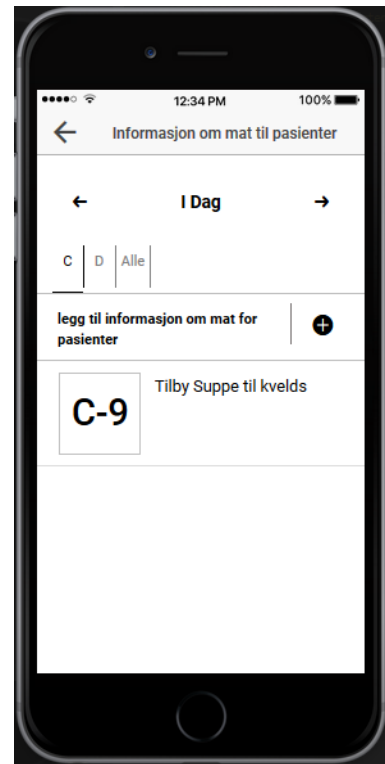 12:34 PM 100%
Informasjon om mat til pasienter
I Dag
C D Alle
legg til informasjon om mat for
pasienter
C-9
Tilby Suppe til kvelds